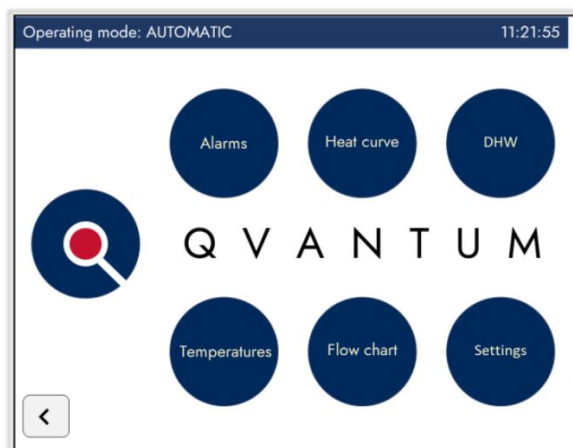 Operating mode: AUTOMATIC 11:21:55
Alarms Heat curve DHW
QVANTUM
Temperatures Flow chart Settings